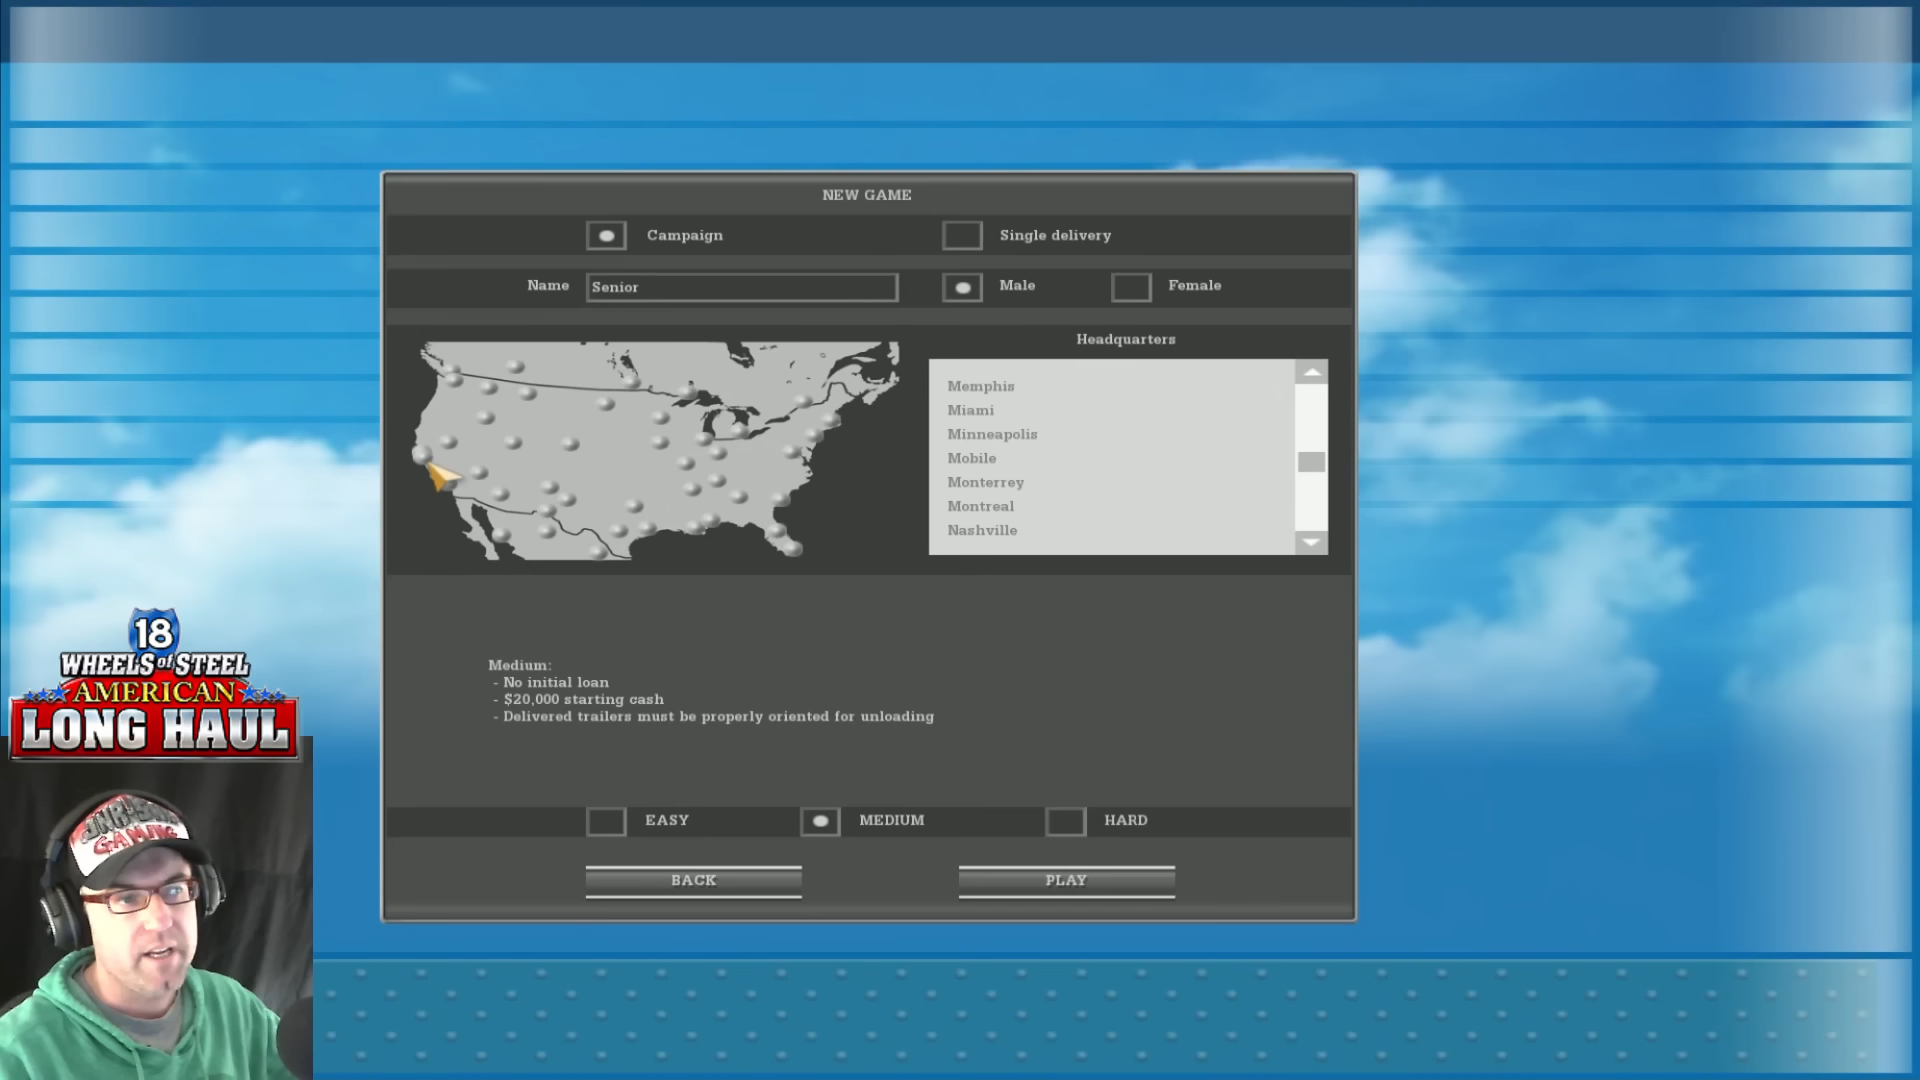 NEW GAME
Campaign
Single delivery
Name
Senior
Male
Female
Headquarters
Memphis
Miami
Minneapolis
Mobile
Monterrey
Montreal
Nashville
Medium:
- No initial loan
- $20,000 starting cash
- Delivered trailers must be properly oriented for unloading
EASY
MEDIUM
HARD
BACK
PLAY
18
WHEELS of STEEL
AMERICAN
LONG HAUL
GAMING